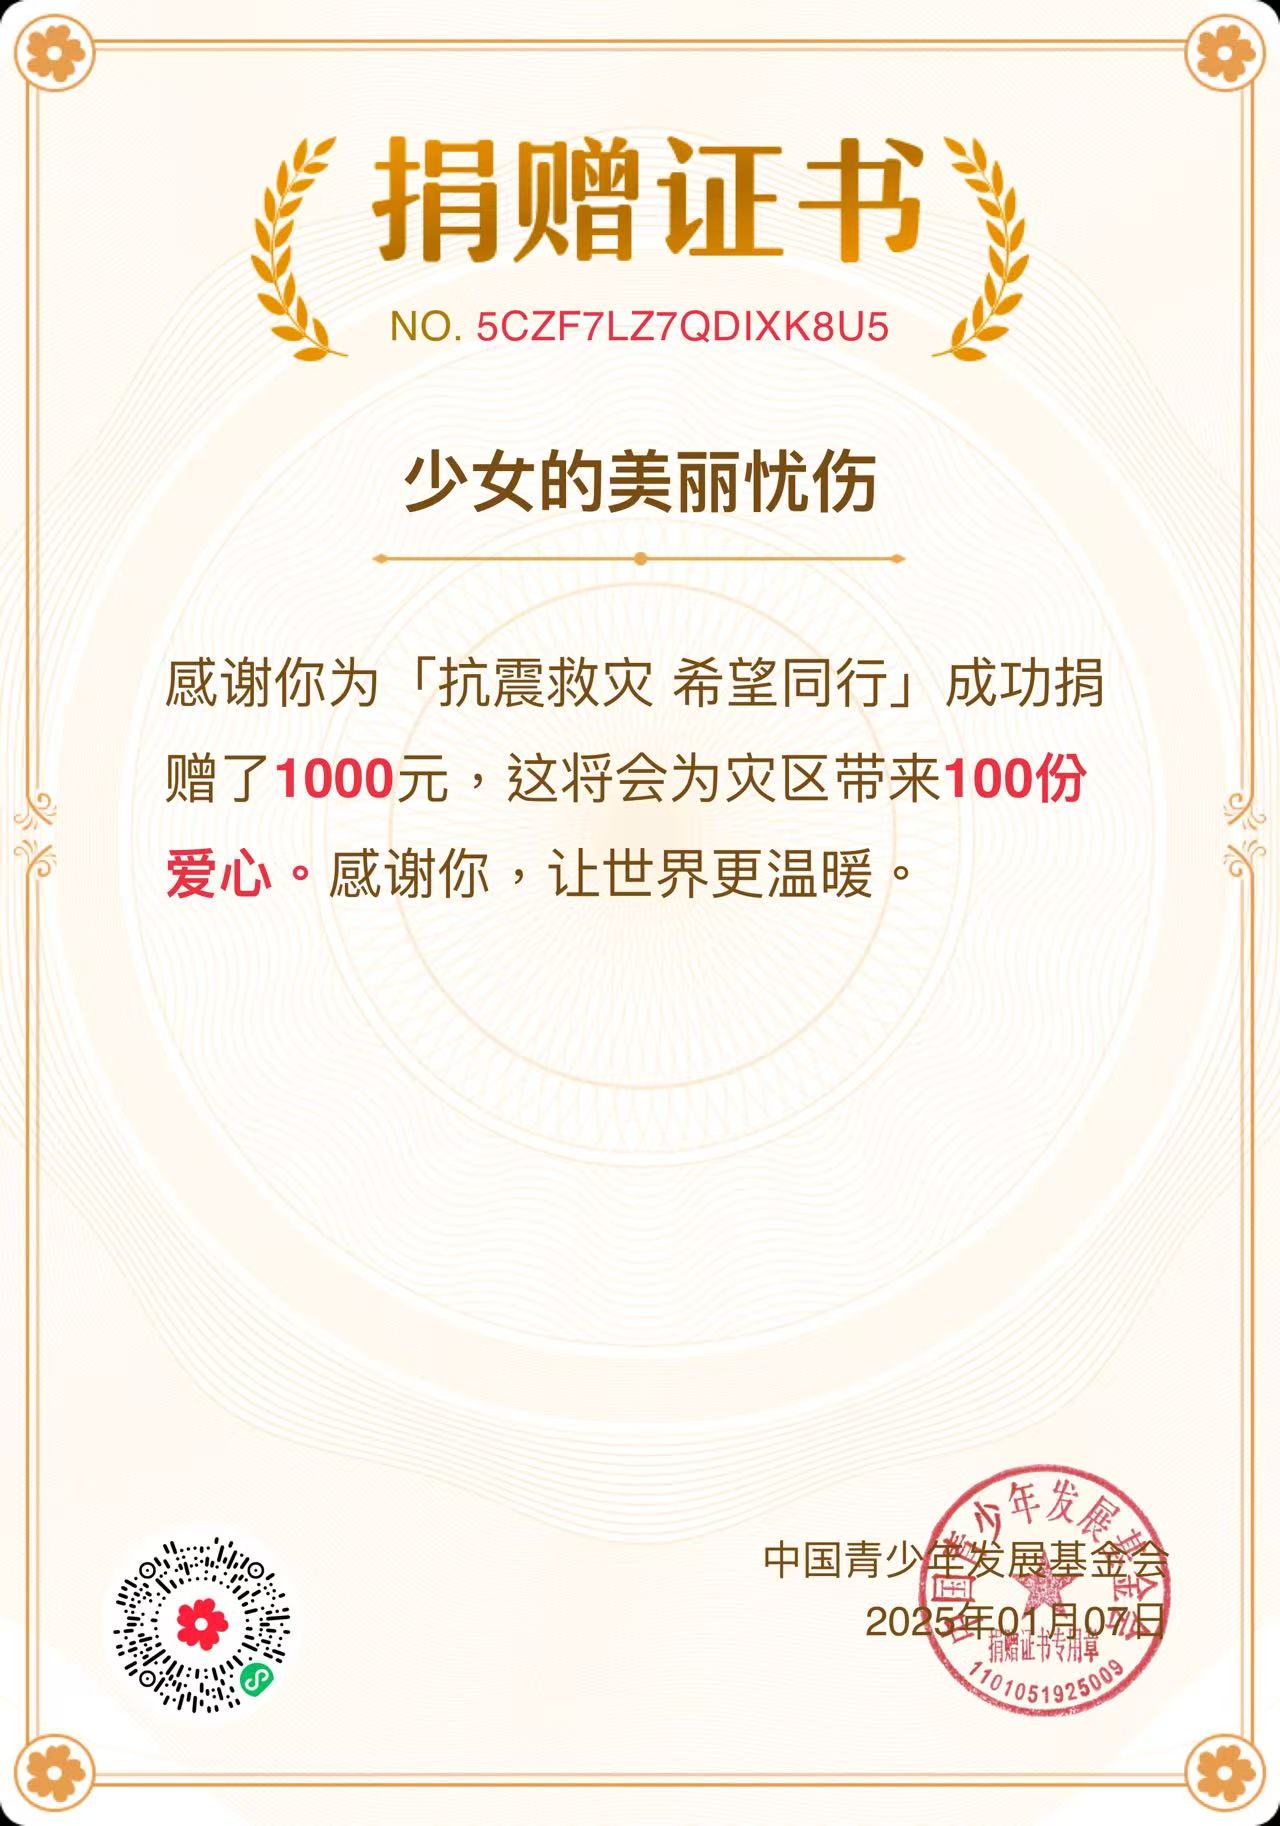 捐赠证书
NO. 5CZF7LZ7QDIXK8U5
少女的美丽忧伤
感谢你为「抗震救灾 希望同行」成功捐
赠了1000元，这将会为灾区带来100份
爱心。感谢你，让世界更温暖。
中国青少年发展基金会
2025年01月07日
中国青少年发展基金会
捐赠证书专用章
1101051925009